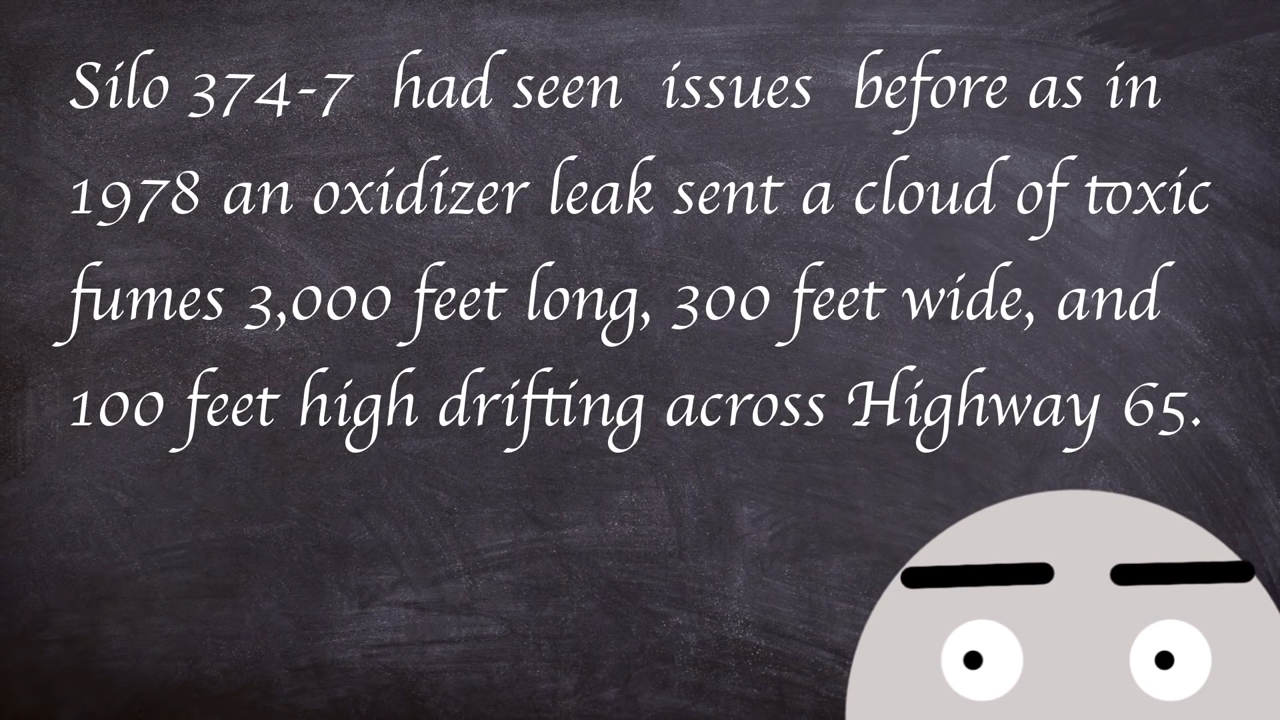 Silo 374-7 had seen issues before as in
1978 an oxidizer leak sent a cloud of toxic
fumes 3,000 feet long, 300 feet wide, and
100 feet high drifting across Highway 65.